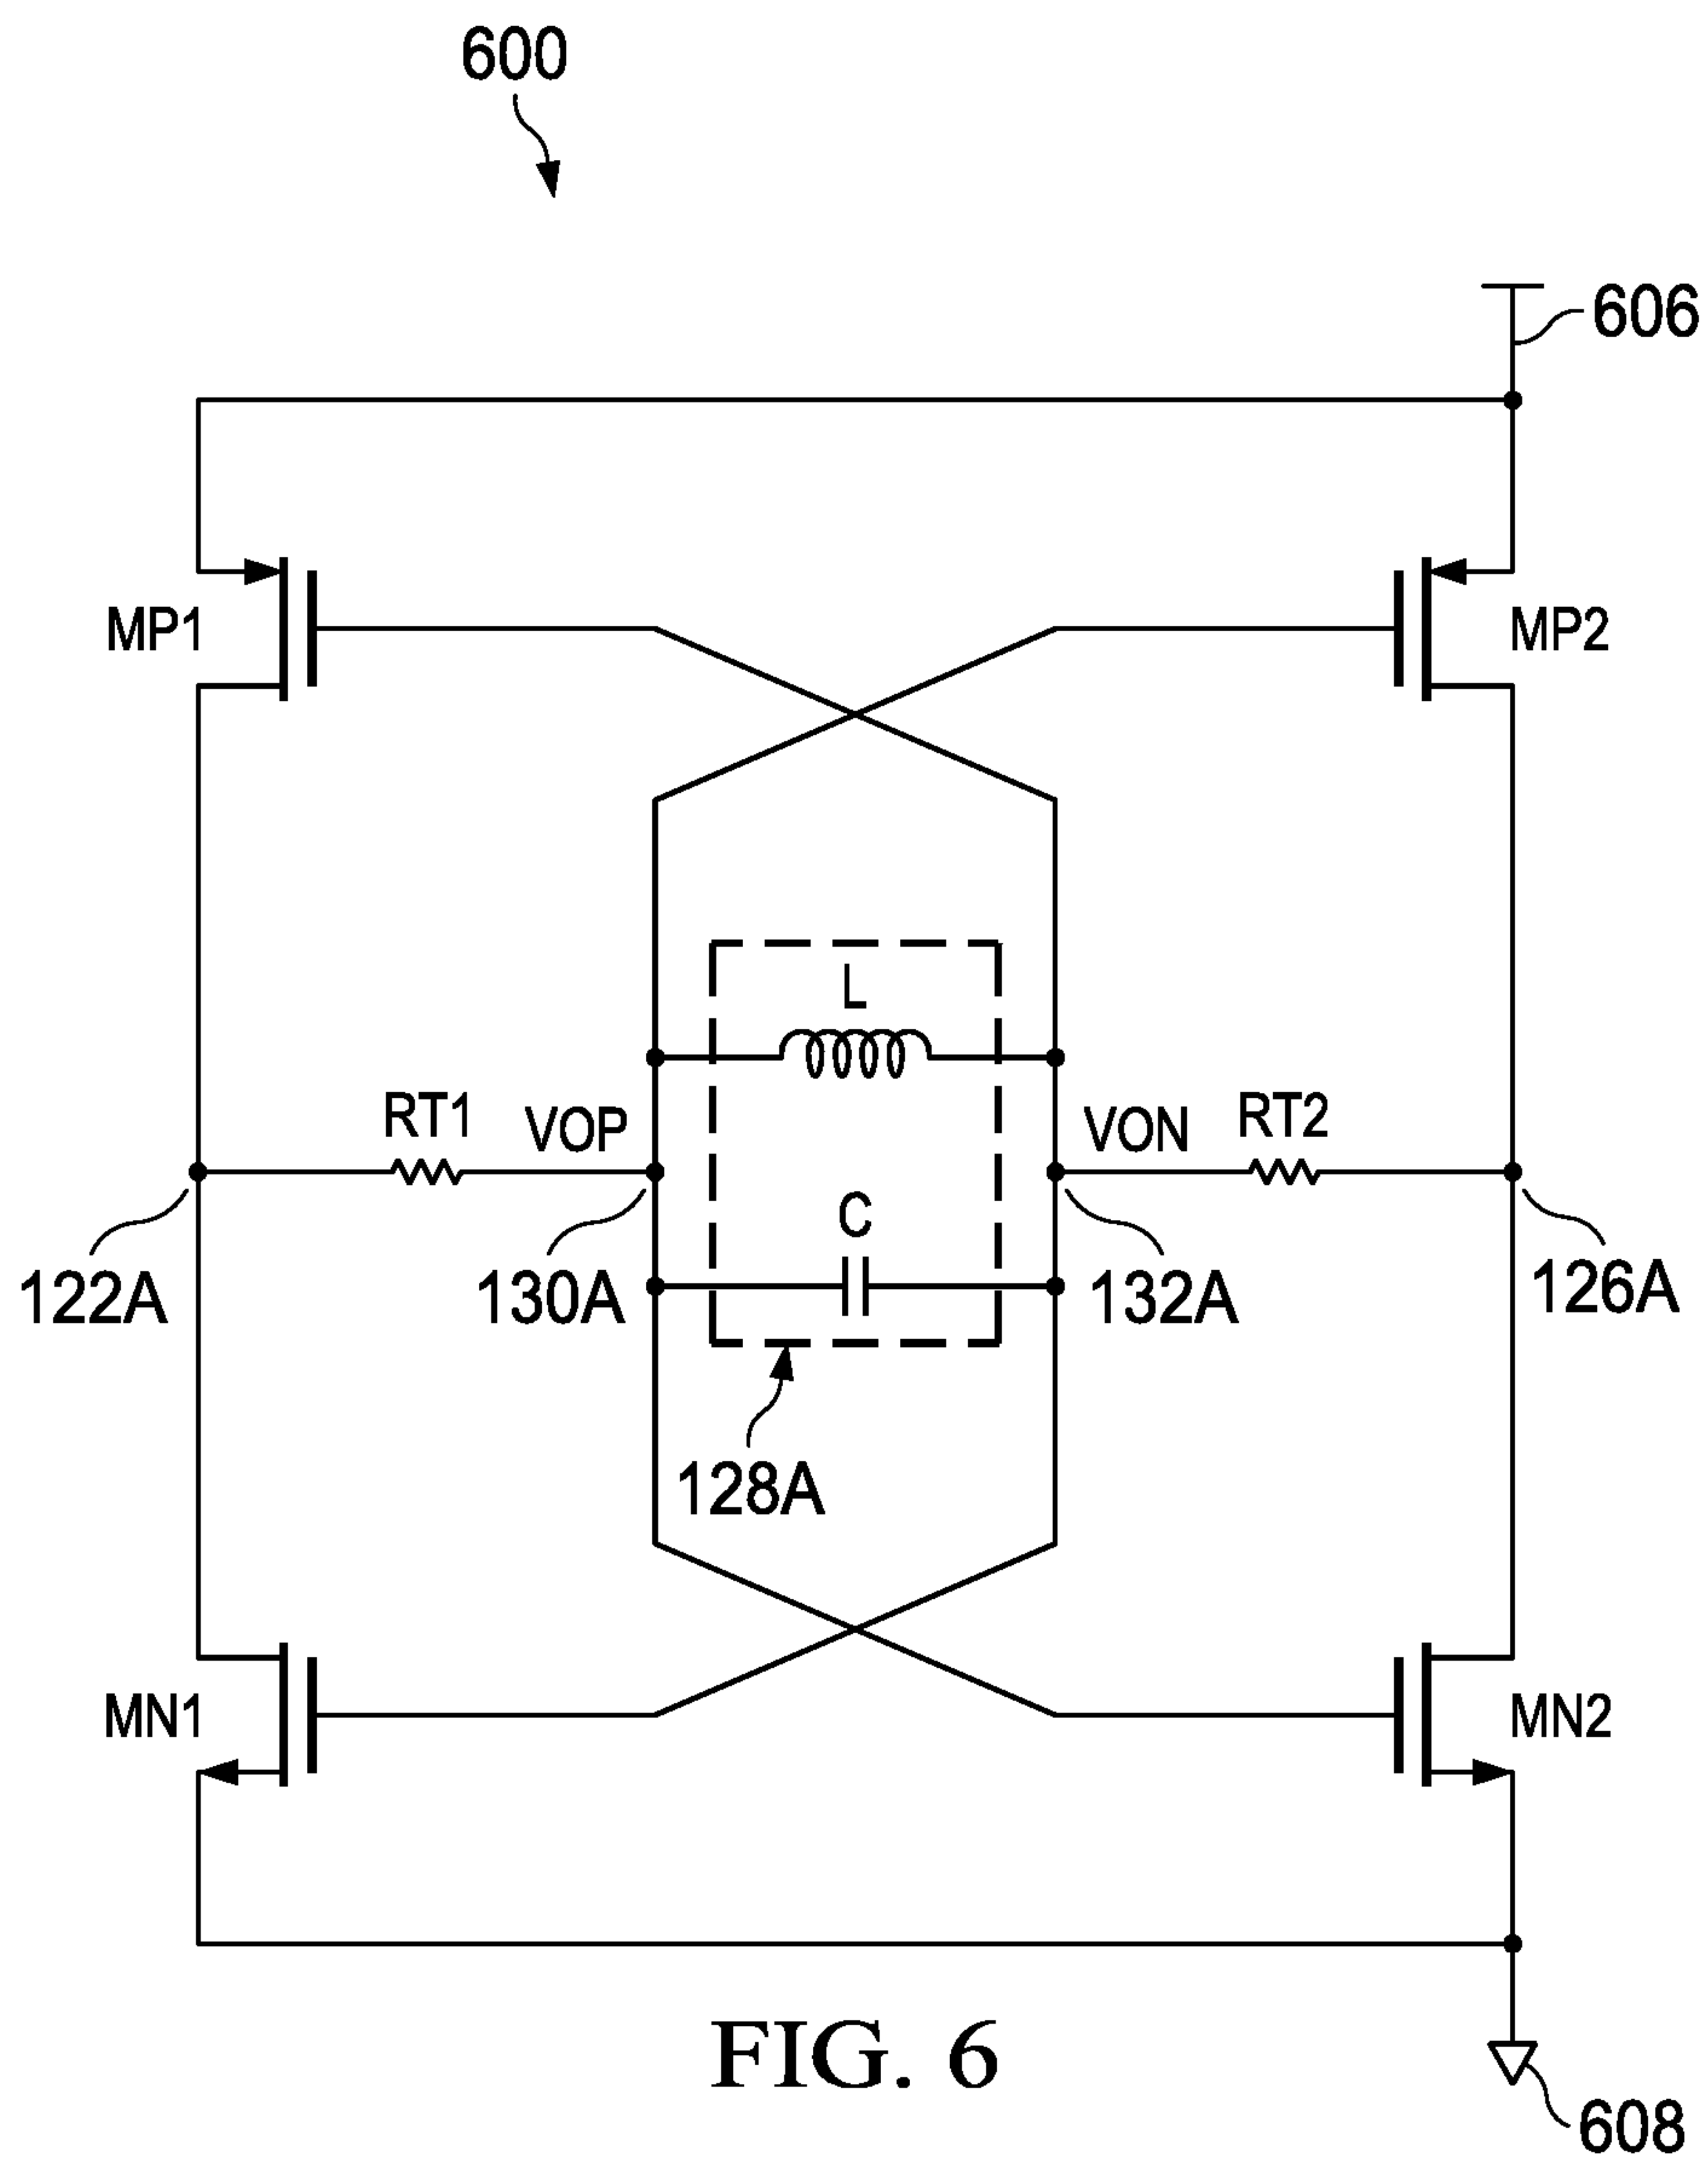 600
606
MP1
MP2
L
RT1
VOP
VON
RT2
C
122A
130A
132A
126A
128A
MN1
MN2
FIG. 6
608